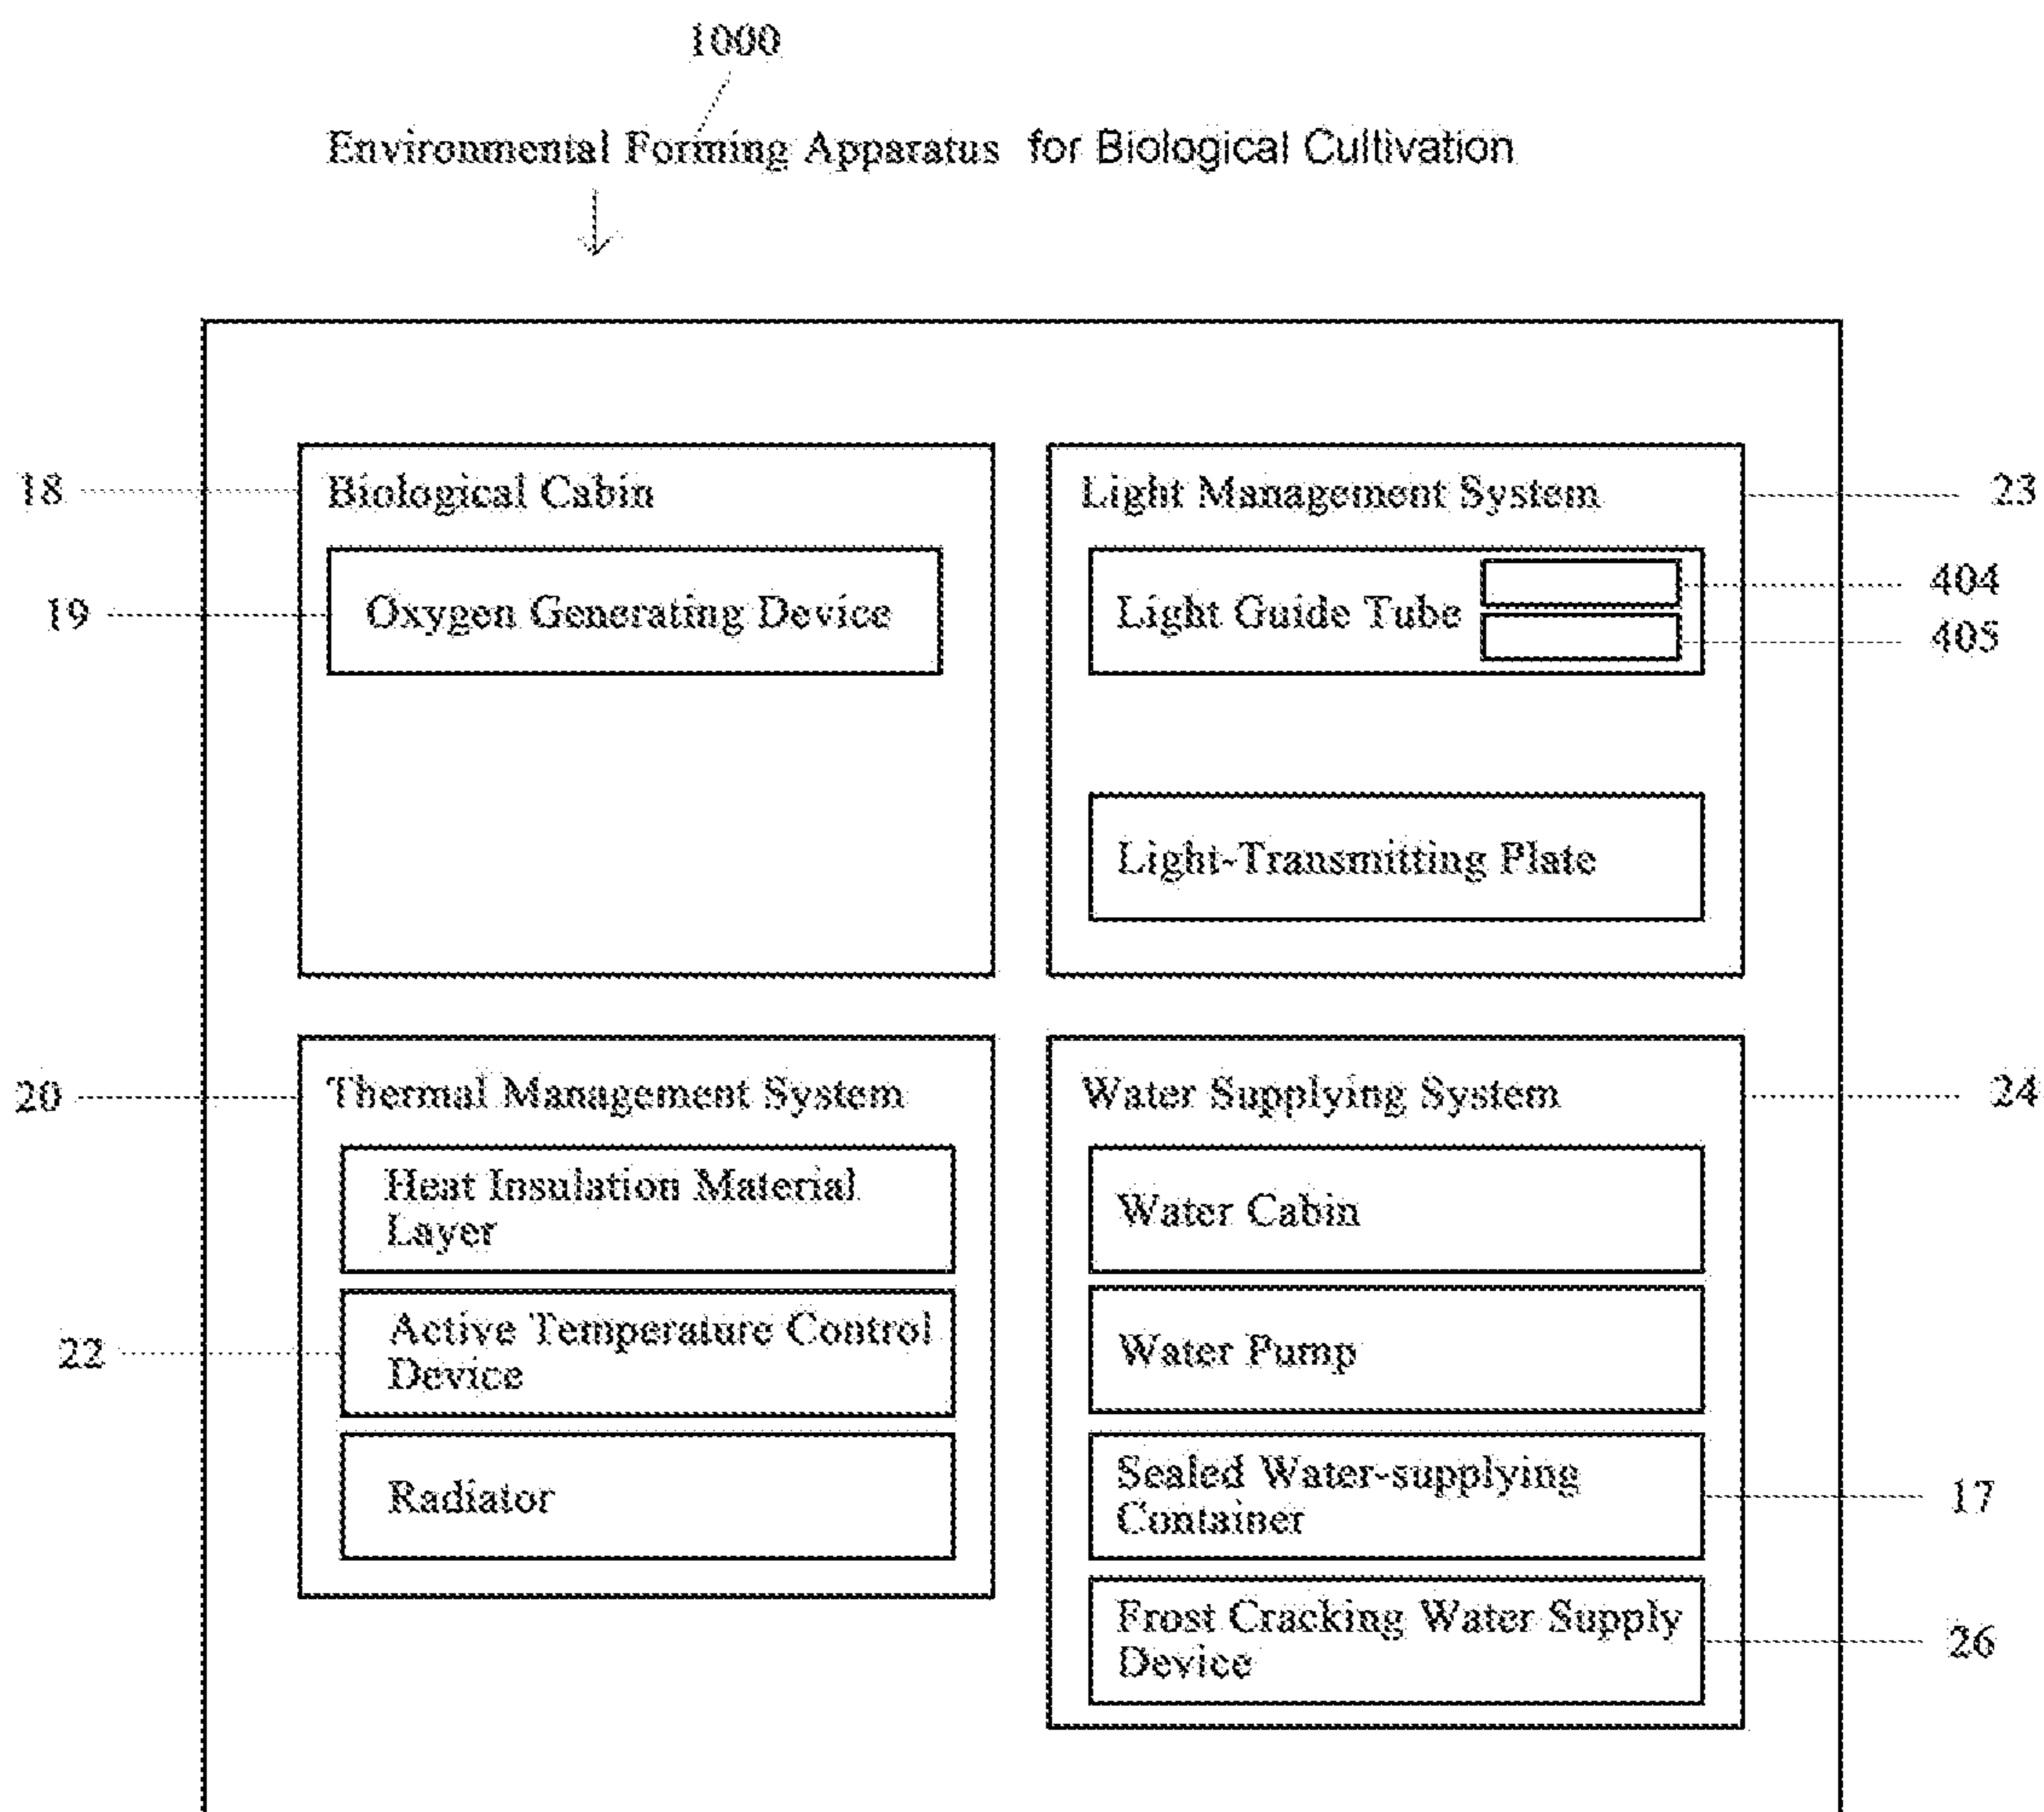 1000
Environmental Forming Apparatus for Biological Cultivation
18
Biological Cabin
19
Oxygen Generating Device
Light Management System
23
Light Guide Tube
404
405
Light-Transmitting Plate
20
Thermal Management System
Heat Insulation Material
Layer
22
Active Temperature Control
Device
Radiator
Water Supplying System
24
Water Cabin
Water Pump
Sealed Water-supplying
Container
17
Frost Cracking Water Supply
Device
26